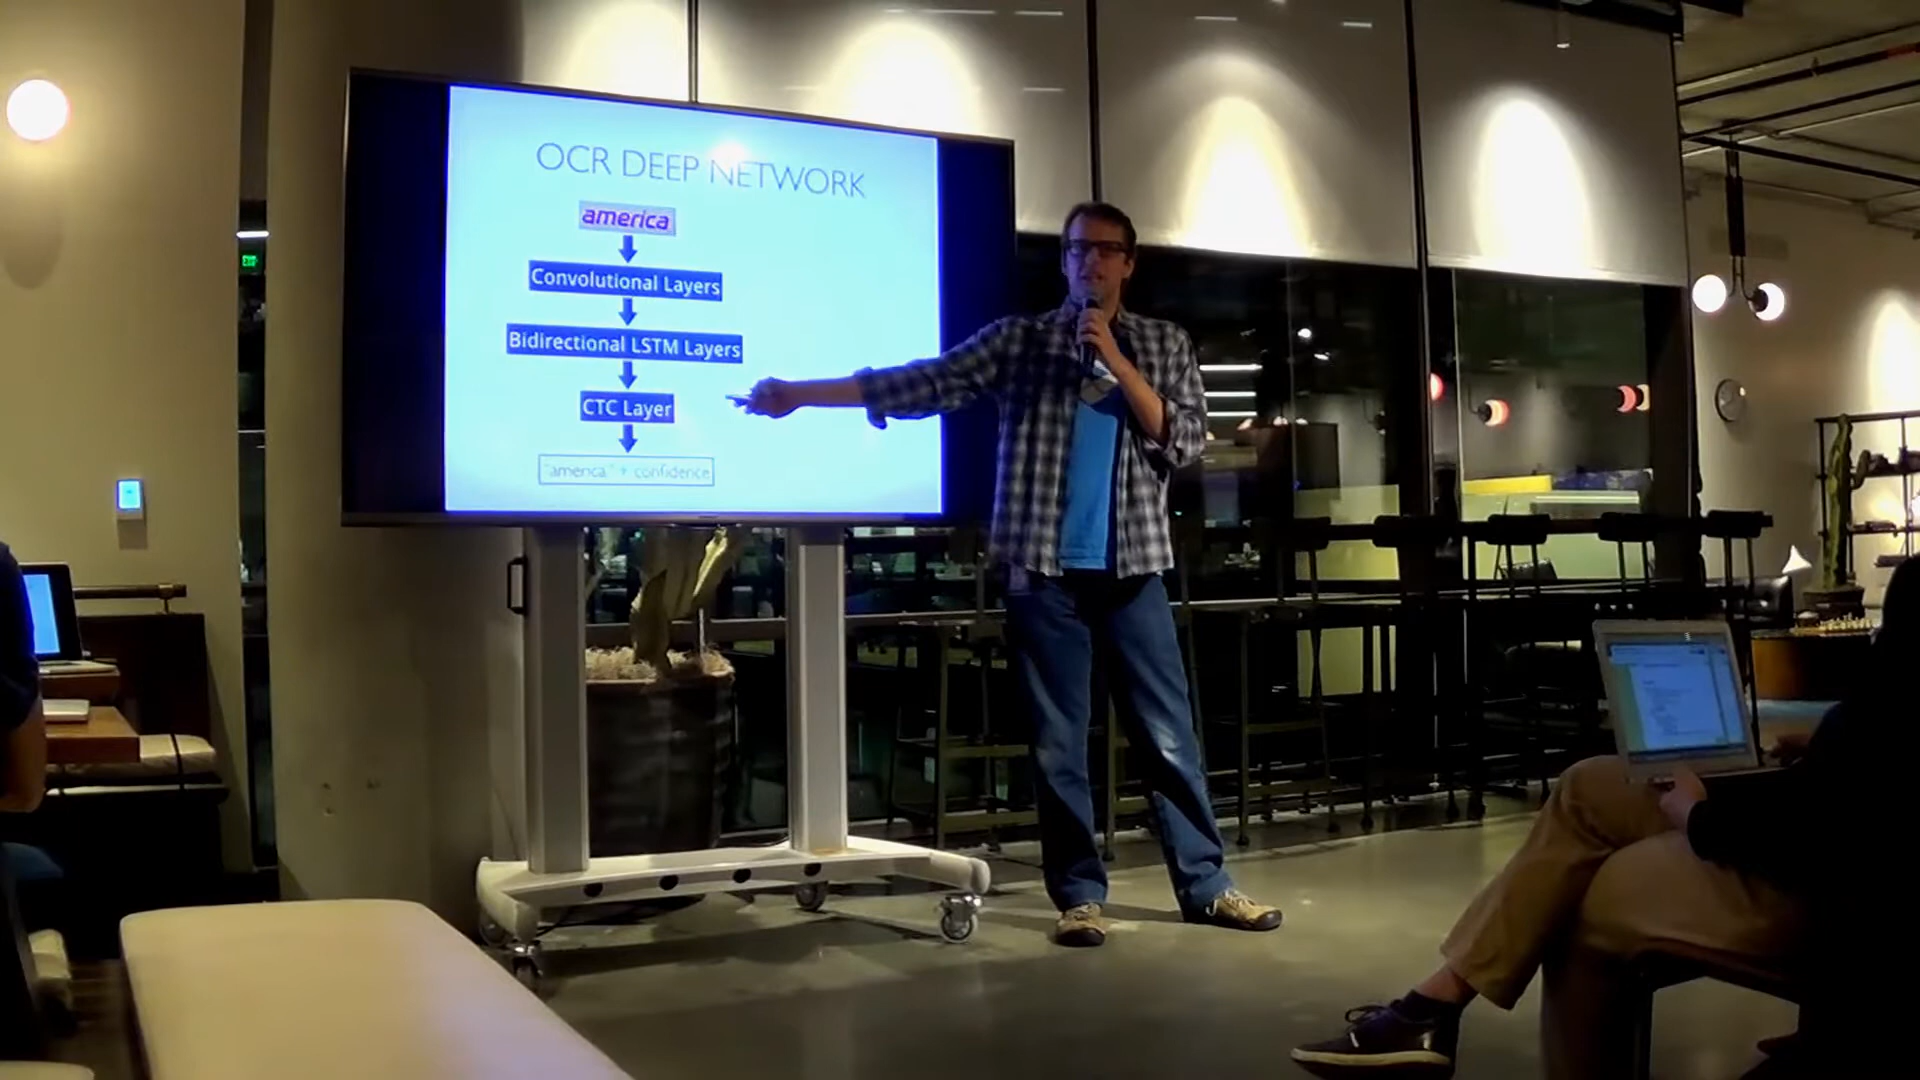 OCR DEEP NETWORK
america
Convolutional Layers
Bidirectional LSTM Layers
CTC Layer
"america" + confidence